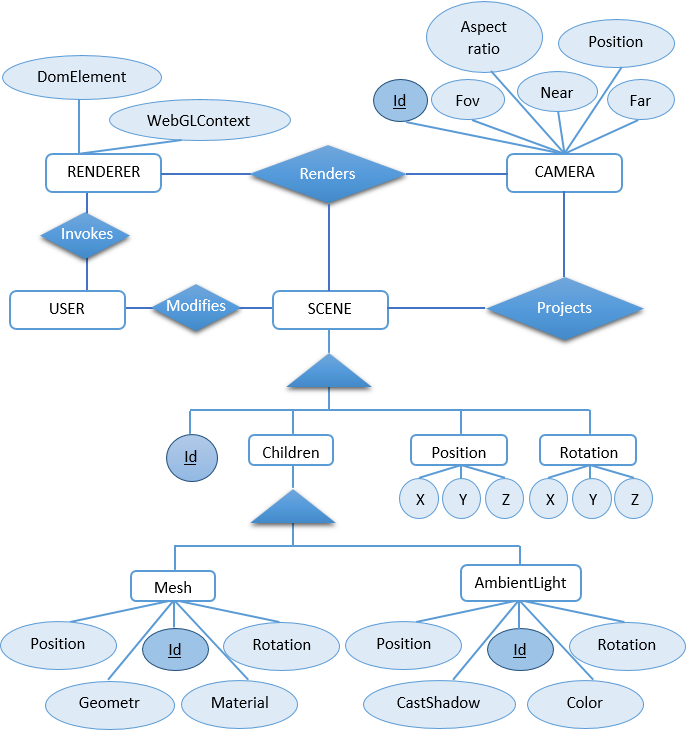 Aspect
ratio
Position
DomElement
Id
Fov
Near
Far
WebGLContext
RENDERER
Renders
CAMERA
Invokes
USER
Modifies
SCENE
Projects
Id
Children
Position
Rotation
X
Y
Z
X
Y
Z
Mesh
AmbientLight
Position
Id
Rotation
Position
Id
Rotation
Geometr
Material
CastShadow
Color